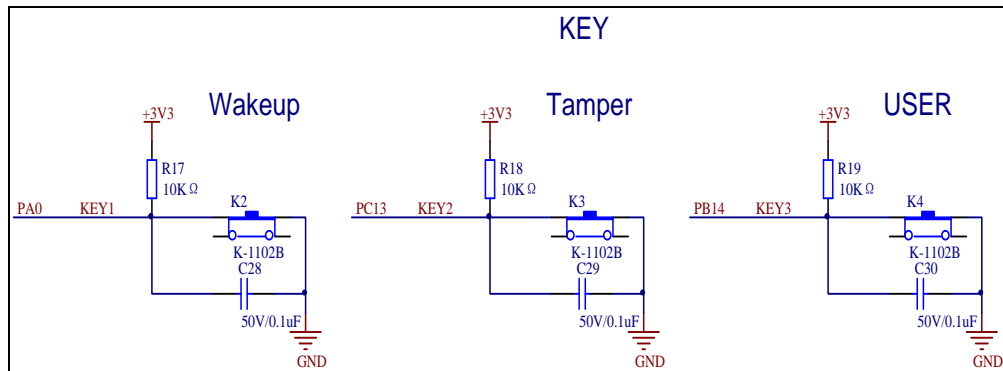 KEY
Wakeup
Tamper
USER
+3V3
+3V3
+3V3
R17
10KΩ
R18
10KΩ
R19
10KΩ
PA0
KEY1
K2
PC13
KEY2
K3
PB14
KEY3
K4
K-1102B
C28
K-1102B
C29
K-1102B
C30
50V/0.1uF
50V/0.1uF
50V/0.1uF
GND
GND
GND